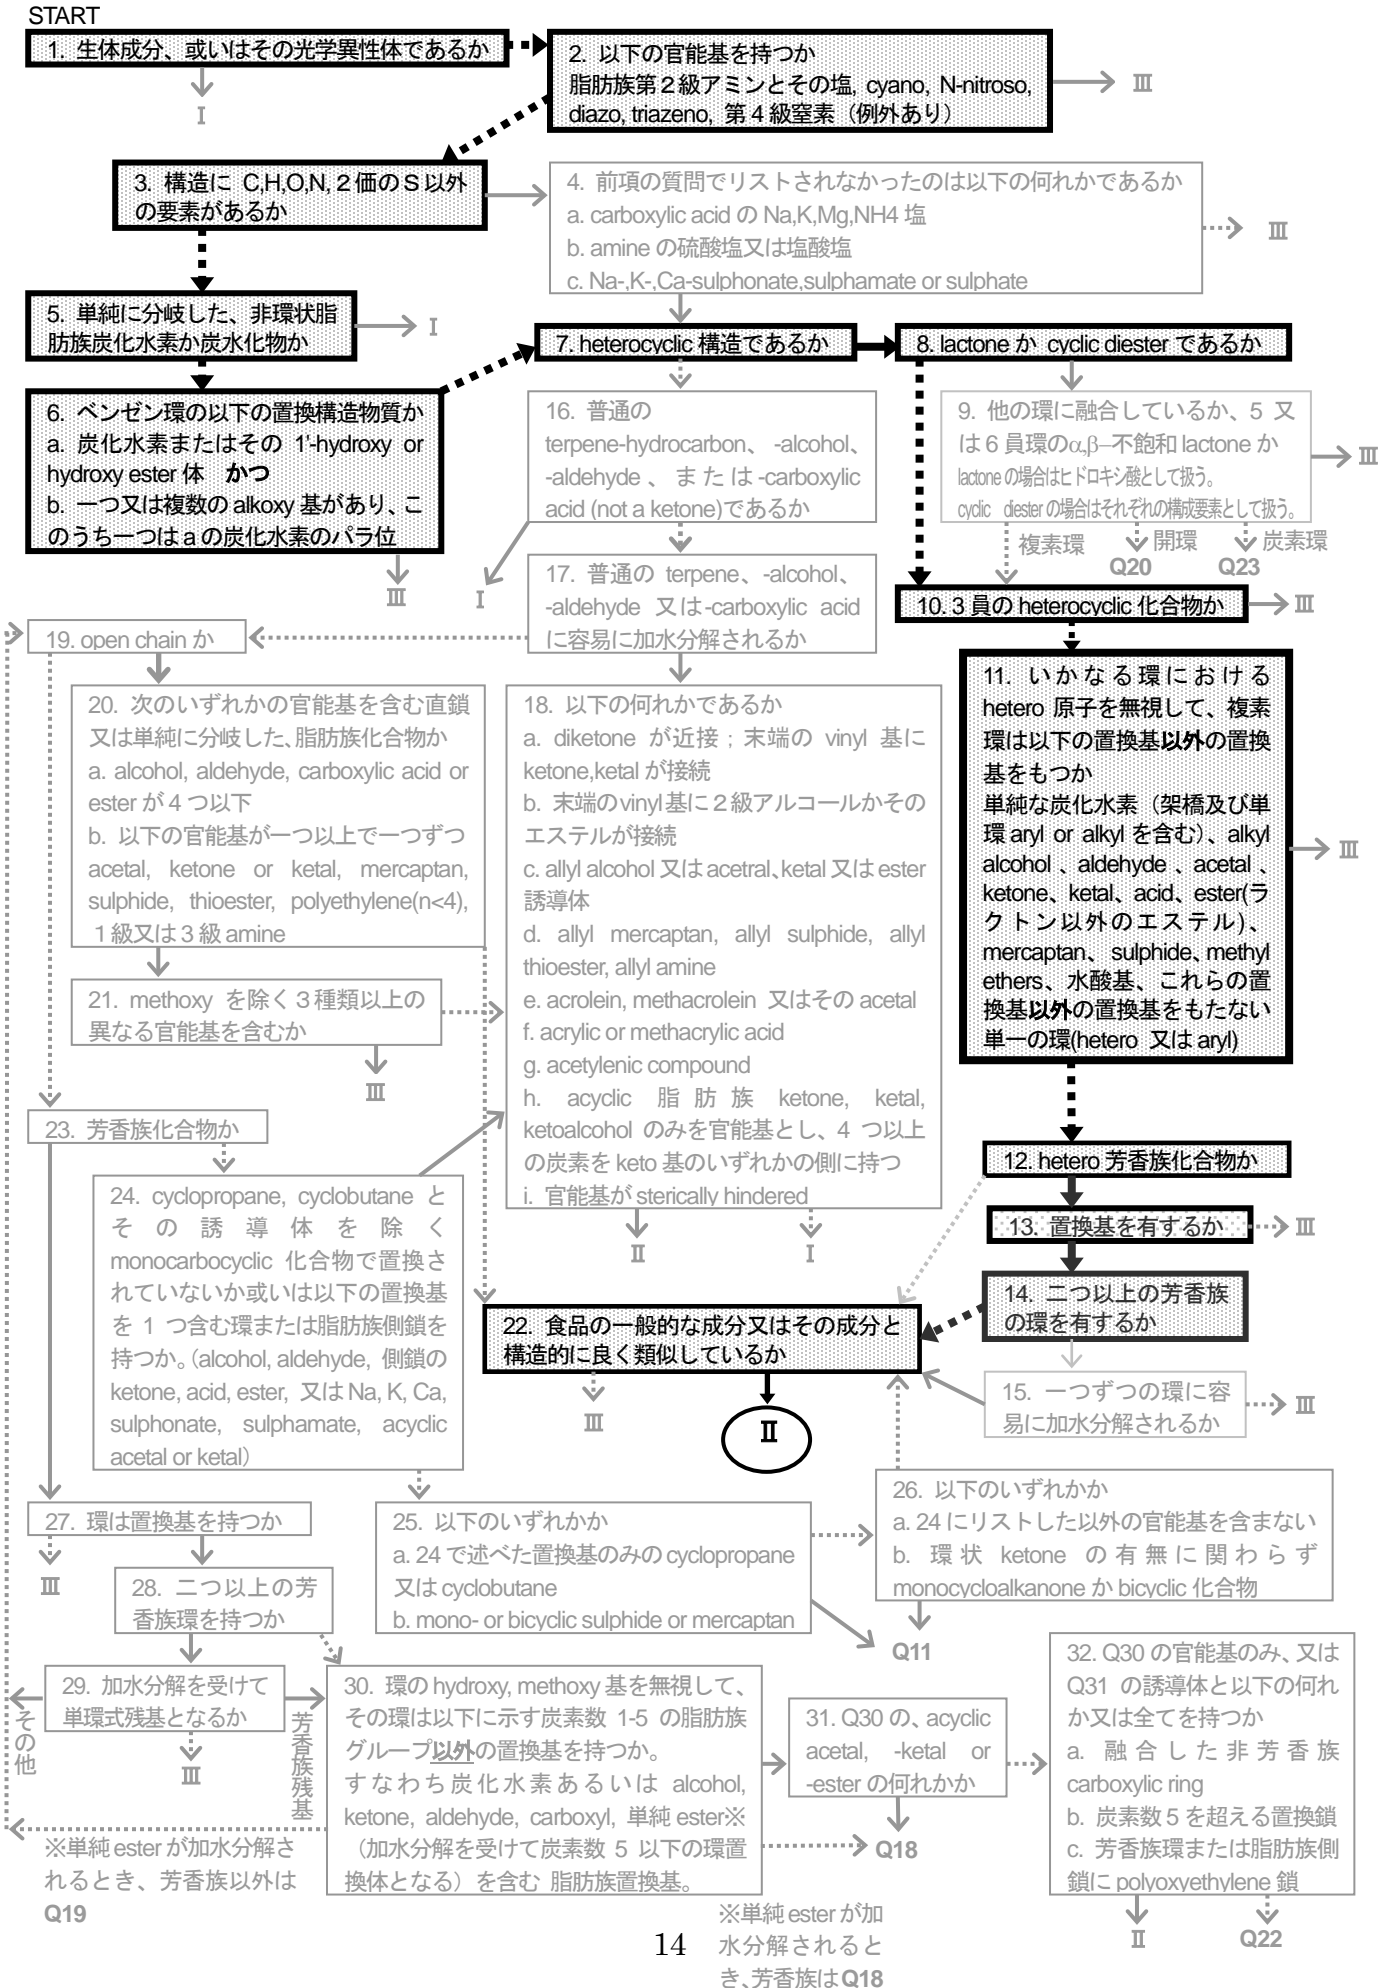 START
1. 生体成分、或いはその光学異性体であるか
I
2. 以下の官能基を持つか
脂肪族第２級アミンとその塩, cyano, N-nitroso,
diazo, triazeno, 第４級窒素（例外あり）
Ⅲ
3. 構造に C,H,O,N,２価のＳ以外
の要素があるか
4. 前項の質問でリストされなかったのは以下の何れかであるか
a. carboxylic acid の Na,K,Mg,NH4 塩
b. amine の硫酸塩又は塩酸塩
c. Na-,K-,Ca-sulphonate,sulphamate or sulphate
Ⅲ
5. 単純に分岐した、非環状脂
肪族炭化水素か炭水化物か
I
6. ベンゼン環の以下の置換構造物質か
a. 炭化水素またはその 1'-hydroxy or
hydroxy ester 体　かつ
b. 一つ又は複数の alkoxy 基があり、こ
のうち一つは a の炭化水素のパラ位
Ⅲ
7. heterocyclic 構造であるか
8. lactone か cyclic diester であるか
9. 他の環に融合しているか、5 又
は 6 員環のα,β−不飽和 lactone か
lactone の場合はヒドロキシ酸として扱う。
cyclic diester の場合はそれぞれの構成要素として扱う。
Ⅲ
複素環
開環
炭素環
Q20
Q23
10. 3 員の heterocyclic 化合物か
Ⅲ
11. いかなる環における
hetero 原子を無視して、複素
環は以下の置換基以外の置換
基をもつか
単純な炭化水素（架橋及び単
環 aryl or alkyl を含む）、alkyl
alcohol 、aldehyde 、acetal 、
ketone、ketal、acid、ester(ラ
クトン以外のエステル)、
mercaptan、sulphide、methyl
ethers、水酸基、これらの置
換基以外の置換基をもたない
単一の環(hetero 又は aryl)
Ⅲ
12. hetero 芳香族化合物か
13. 置換基を有するか
Ⅲ
14. 二つ以上の芳香族
の環を有するか
15. 一つずつの環に容
易に加水分解されるか
Ⅲ
16. 普通の
terpene-hydrocarbon、-alcohol、
-aldehyde 、または-carboxylic
acid (not a ketone)であるか
I
17. 普通の terpene、-alcohol、
-aldehyde 又は-carboxylic acid
に容易に加水分解されるか
18. 以下の何れかであるか
a. diketone が近接；末端の vinyl 基に
ketone,ketal が接続
b. 末端のvinyl基に２級アルコールかその
エステルが接続
c. allyl alcohol 又は acetral、ketal 又は ester
誘導体
d. allyl mercaptan, allyl sulphide, allyl
thioester, allyl amine
e. acrolein, methacrolein 又はその acetal
f. acrylic or methacrylic acid
g. acetylenic compound
h. acyclic 脂肪族 ketone, ketal,
ketoalcohol のみを官能基とし、4 つ以上
の炭素を keto 基のいずれかの側に持つ
i. 官能基が sterically hindered
Ⅱ
I
19. open chain か
20. 次のいずれかの官能基を含む直鎖
又は単純に分岐した、脂肪族化合物か
a. alcohol, aldehyde, carboxylic acid or
ester が 4 つ以下
b. 以下の官能基が一つ以上で一つずつ
acetal, ketone or ketal, mercaptan,
sulphide, thioester, polyethylene(n<4),
１級又は３級 amine
21. methoxy を除く３種類以上の
異なる官能基を含むか
Ⅲ
22. 食品の一般的な成分又はその成分と
構造的に良く類似しているか
Ⅲ
Ⅱ
23. 芳香族化合物か
24. cyclopropane, cyclobutane と
その誘導体を除く
monocarbocyclic 化合物で置換さ
れていないか或いは以下の置換基
を 1 つ含む環または脂肪族側鎖を
持つか。(alcohol, aldehyde, 側鎖の
ketone, acid, ester, 又は Na, K, Ca,
sulphonate, sulphamate, acyclic
acetal or ketal）
25. 以下のいずれかか
a. 24 で述べた置換基のみの cyclopropane
又は cyclobutane
b. mono- or bicyclic sulphide or mercaptan
26. 以下のいずれかか
a. 24 にリストした以外の官能基を含まない
b. 環状 ketone の有無に関わらず
monocycloalkanone か bicyclic 化合物
Q11
27. 環は置換基を持つか
Ⅲ
28. 二つ以上の芳
香族環を持つか
29. 加水分解を受けて
単環式残基となるか
その他
芳香族残基
Ⅲ
30. 環の hydroxy, methoxy 基を無視して、
その環は以下に示す炭素数 1-5 の脂肪族
グループ以外の置換基を持つか。
すなわち炭化水素あるいは alcohol,
ketone, aldehyde, carboxyl, 単純 ester※
（加水分解を受けて炭素数 5 以下の環置
換体となる）を含む 脂肪族置換基。
31. Q30 の、acyclic
acetal, -ketal or
-ester の何れかか
Q18
32. Q30 の官能基のみ、又は
Q31 の誘導体と以下の何れ
か又は全てを持つか
a. 融合した非芳香族
carboxylic ring
b. 炭素数 5 を超える置換鎖
c. 芳香族環または脂肪族側
鎖に polyoxyethylene 鎖
Ⅱ
Q22
※単純 ester が加水分解さ
れるとき、芳香族以外は
Q19
※単純 ester が加
水分解されると
き、芳香族は Q18
14